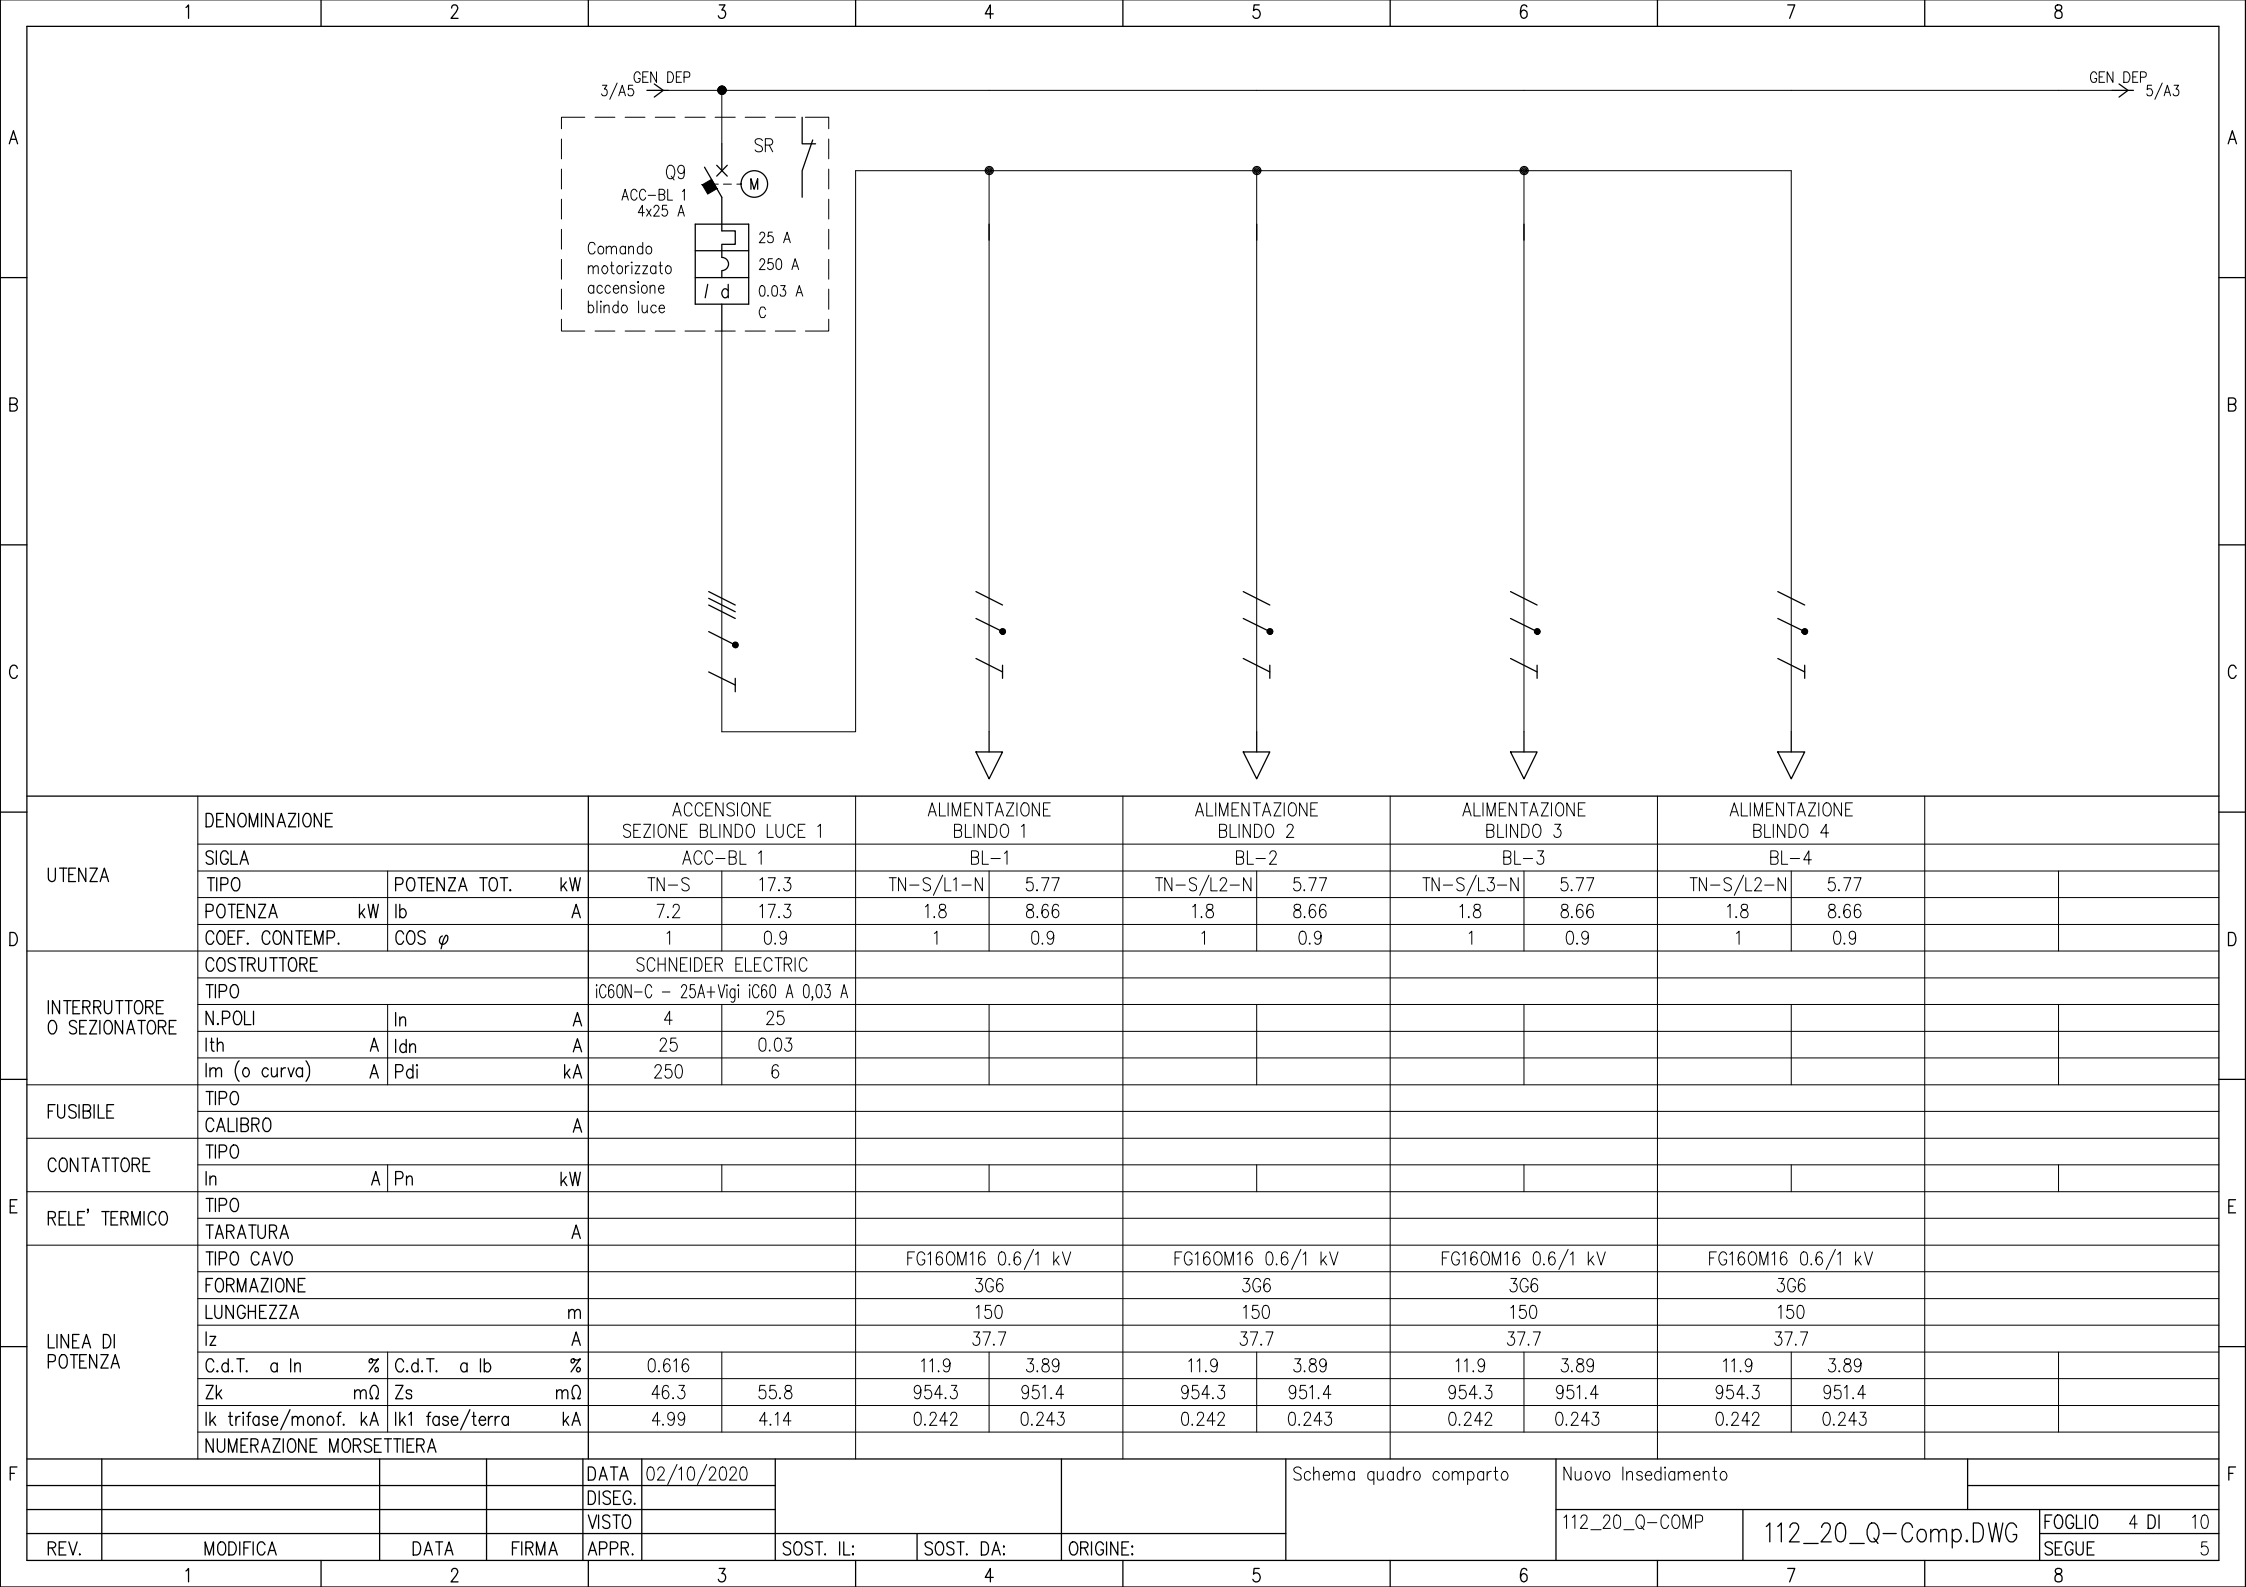 1 2 3 4 5 6 7 8
GEN DEP GEN DEP
3/A5 5/A3
A A
SR
Q9
M
ACC-BL 1
4x25 A
25 A
Comando
motorizzato
accensione
blindo luce
250 A
I d 0.03 A
C
B B
C C
UTENZA
DENOMINAZIONE ACCENSIONE SEZIONE BLINDO LUCE 1 ALIMENTAZIONE BLINDO 1 ALIMENTAZIONE BLINDO 2 ALIMENTAZIONE BLINDO 3 ALIMENTAZIONE BLINDO 4
SIGLA ACC-BL 1 BL-1 BL-2 BL-3 BL-4
TIPO POTENZA TOT. kW TN-S 17.3 TN-S/L1-N 5.77 TN-S/L2-N 5.77 TN-S/L3-N 5.77 TN-S/L2-N 5.77
POTENZA kW Ib A 7.2 17.3 1.8 8.66 1.8 8.66 1.8 8.66 1.8 8.66
D COEF. CONTEMP. COS φ 1 0.9 1 0.9 1 0.9 1 0.9 1 0.9 D
INTERRUTTORE
O SEZIONATORE
COSTRUTTORE SCHNEIDER ELECTRIC
TIPO iC60N-C - 25A+Vigi iC60 A 0,03 A
N.POLI In A 4 25
Ith A Idn A 25 0.03
Im (o curva) A Pdi kA 250 6
FUSIBILE
TIPO
CALIBRO A
CONTATTORE
TIPO
In A Pn kW
E E
RELE' TERMICO
TIPO
TARATURA A
LINEA DI
POTENZA
TIPO CAVO FG16OM16 0.6/1 kV FG16OM16 0.6/1 kV FG16OM16 0.6/1 kV FG16OM16 0.6/1 kV
FORMAZIONE 3G6 3G6 3G6 3G6
LUNGHEZZA m 150 150 150 150
Iz A 37.7 37.7 37.7 37.7
C.d.T. a In % C.d.T. a Ib % 0.616 11.9 3.89 11.9 3.89 11.9 3.89 11.9 3.89
Zk mΩ Zs mΩ 46.3 55.8 954.3 951.4 954.3 951.4 954.3 951.4 954.3 951.4
Ik trifase/monof. kA Ik1 fase/terra kA 4.99 4.14 0.242 0.243 0.242 0.243 0.242 0.243 0.242 0.243
NUMERAZIONE MORSETTIERA
F F
DATA 02/10/2020 Schema quadro comparto Nuovo Insediamento
DISEG.
VISTO 112_20_Q-COMP 112_20_Q-Comp.DWG FOGLIO 4 DI 10
REV. MODIFICA DATA FIRMA APPR. SOST. IL: SOST. DA: ORIGINE: SEGUE 5
1 2 3 4 5 6 7 8